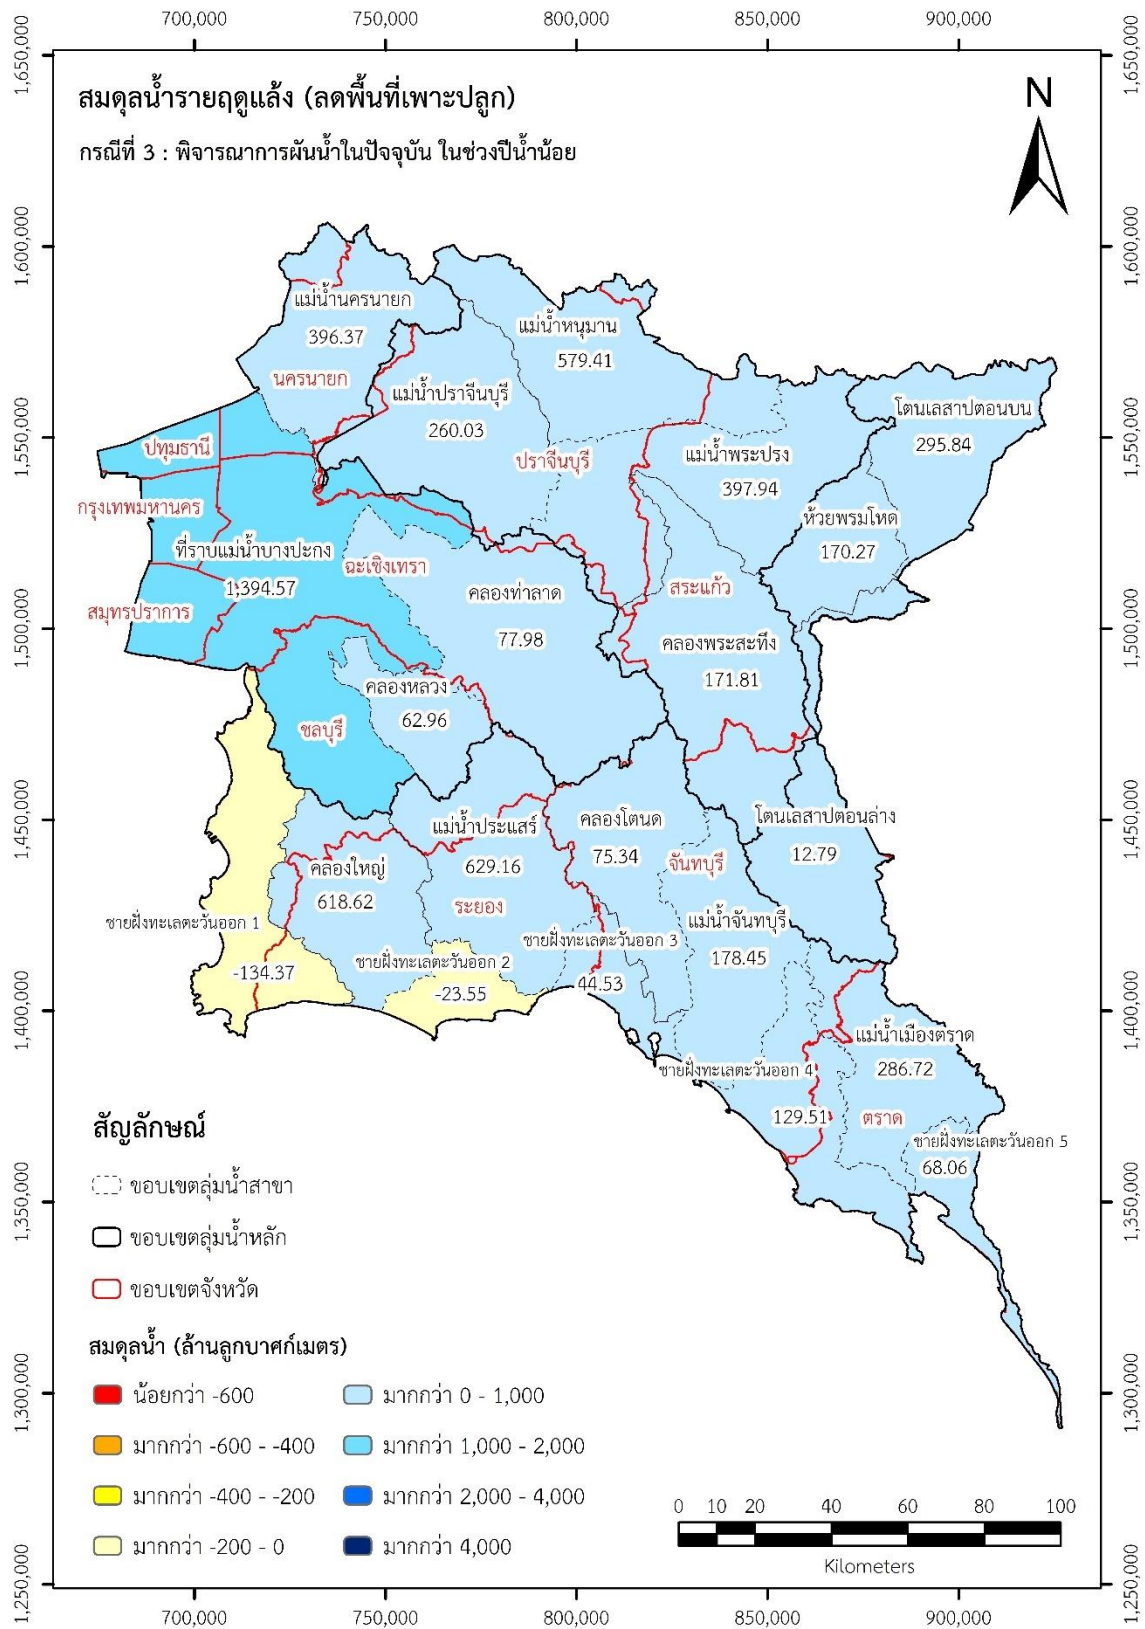 700,000 750,000 800,000 850,000 900,000
1,650,000 1,650,000
สมดุลน้ำรายฤดูแล้ง (ลดพื้นที่เพาะปลูก)
N
กรณีที่ 3 : พิจารณาการผันน้ำในปัจจุบัน ในช่วงปีน้ำน้อย
1,600,000 1,600,000
แม่น้ำนครนายก
396.37
นครนายก
แม่น้ำหนุมาน
579.41
แม่น้ำปราจีนบุรี
260.03
โตนเลสาปตอนบน
295.84
1,550,000 1,550,000
ปทุมธานี
ปราจีนบุรี
แม่น้ำพระปรง
397.94
กรุงเทพมหานคร
ห้วยพรมโหด
170.27
ที่ราบแม่น้ำบางปะกง
1,394.57
ฉะเชิงเทรา
สมุทรปราการ
คลองท่าลาด
77.98
สระแก้ว
1,500,000 1,500,000
คลองพระสะทึง
171.81
คลองหลวง
62.96
ชลบุรี
1,450,000 1,450,000
แม่น้ำประแสร์
629.16
คลองโตนด
75.34
โตนเลสาปตอนล่าง
12.79
จันทบุรี
คลองใหญ่
618.62
ระยอง
ชายฝั่งทะเลตะวันออก 1
-134.37
แม่น้ำจันทบุรี
178.45
ชายฝั่งทะเลตะวันออก 3
44.53
ชายฝั่งทะเลตะวันออก 2
-23.55
1,400,000 1,400,000
แม่น้ำเมืองตราด
286.72
ชายฝั่งทะเลตะวันออก 4
129.51
ตราด
ชายฝั่งทะเลตะวันออก 5
68.06
1,350,000 1,350,000
สัญลักษณ์
ขอบเขตลุ่มน้ำสาขา
ขอบเขตลุ่มน้ำหลัก
ขอบเขตจังหวัด
สมดุลน้ำ (ล้านลูกบาศก์เมตร)
น้อยกว่า -600
มากกว่า -600 - -400
มากกว่า -400 - -200
มากกว่า -200 - 0
มากกว่า 0 - 1,000
มากกว่า 1,000 - 2,000
มากกว่า 2,000 - 4,000
มากกว่า 4,000
1,300,000 1,300,000
0 10 20 40 60 80 100
Kilometers
1,250,000 1,250,000
700,000 750,000 800,000 850,000 900,000